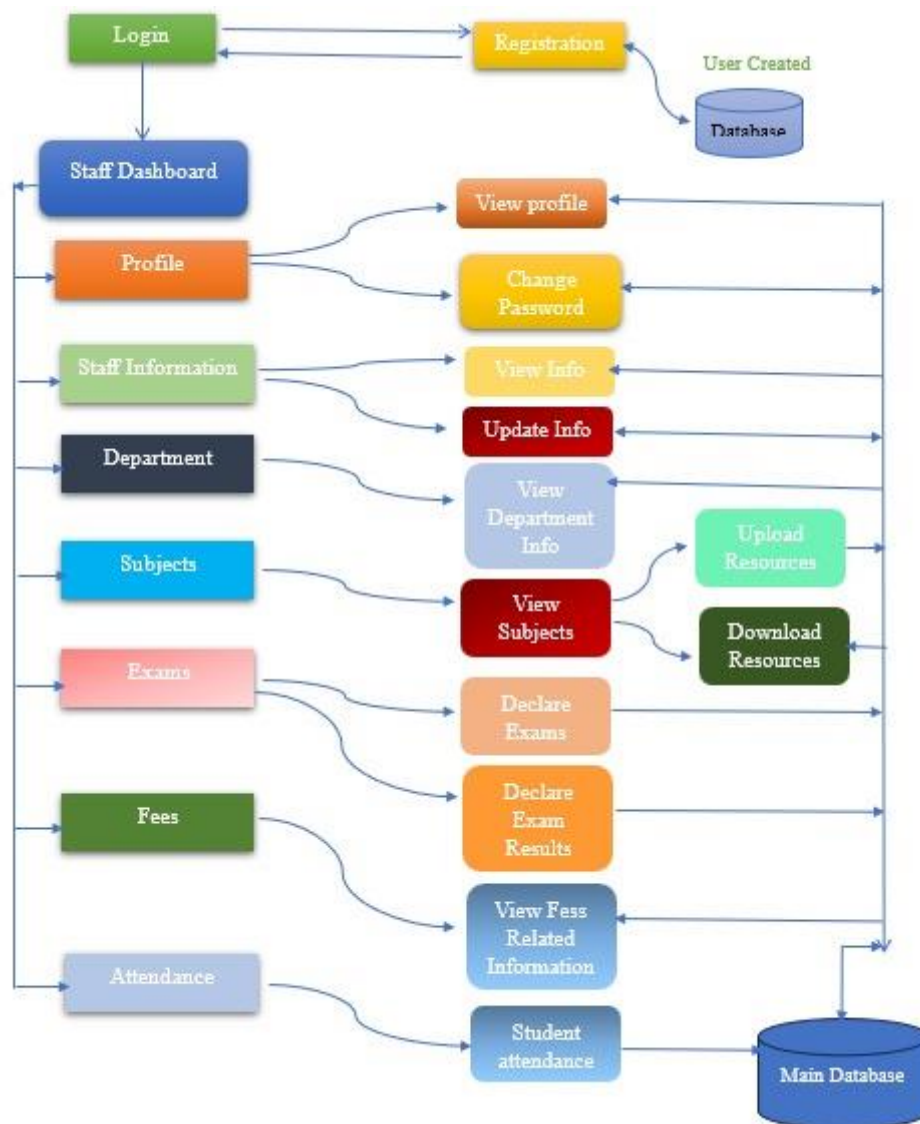 Login
Registration
User Created
Database
Staff Dashboard
View profile
Profile
Change
Password
Staff Information
View Info
Update Info
Department
View
Department
Info
Upload
Resources
Subjects
View
Subjects
Download
Resources
Exams
Declare
Exams
Declare
Exam
Results
Fees
View Fess
Related
Information
Attendance
Student
attendance
Main Database